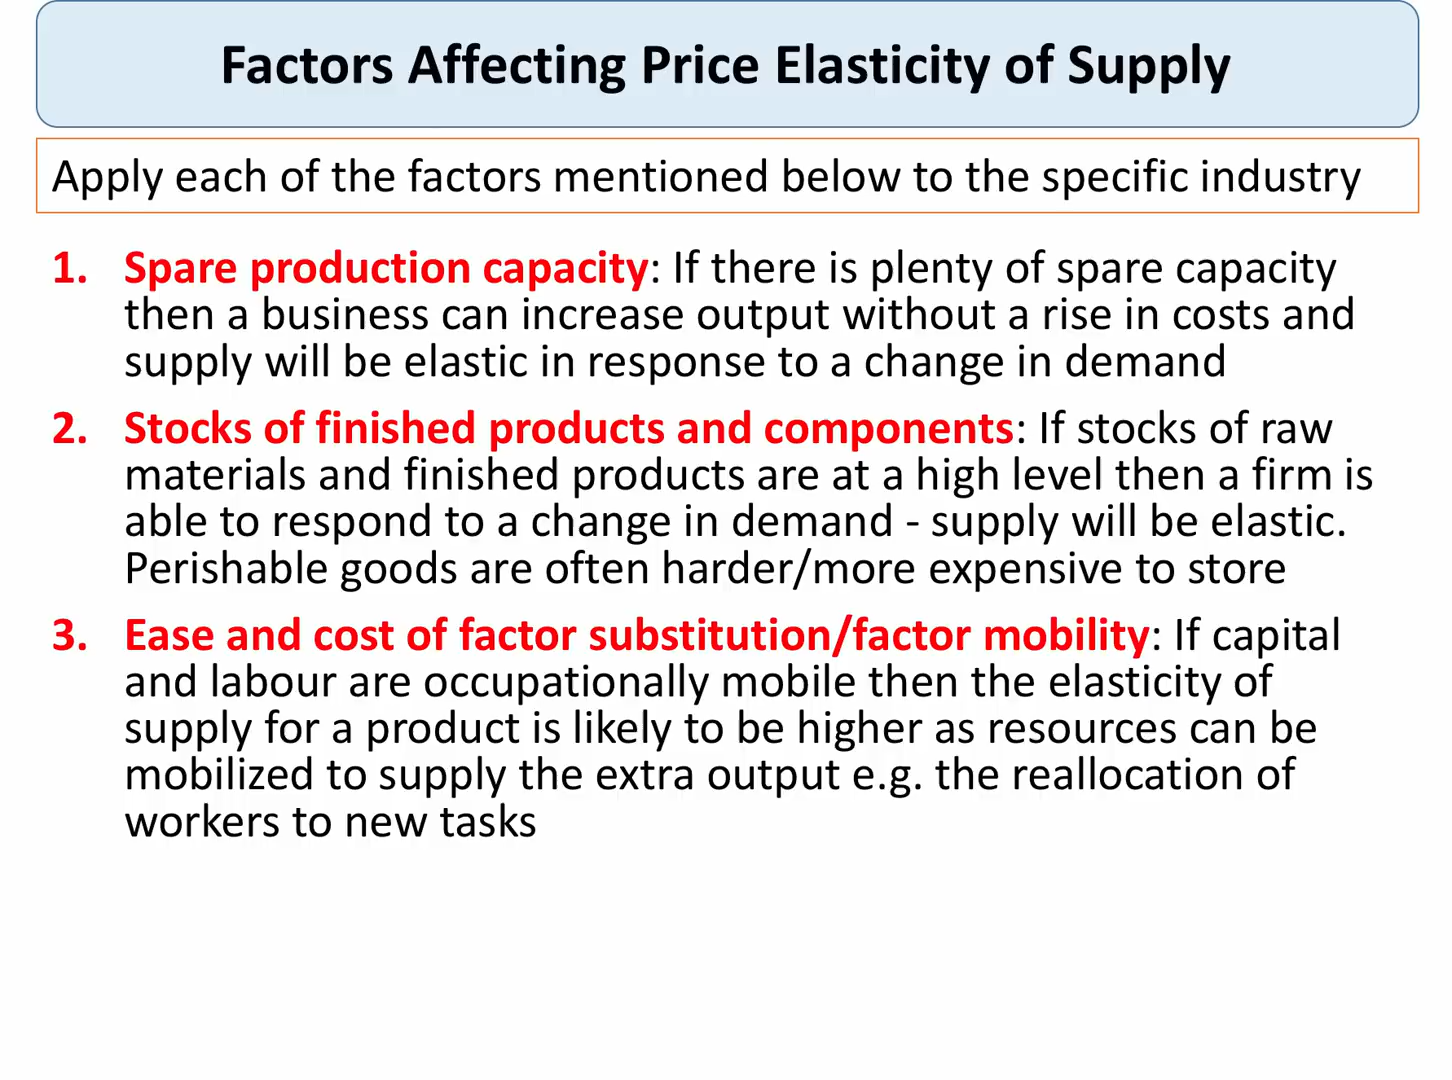 Factors Affecting Price Elasticity of Supply
Apply each of the factors mentioned below to the specific industry
1. Spare production capacity: If there is plenty of spare capacity
then a business can increase output without a rise in costs and
supply will be elastic in response to a change in demand
2. Stocks of finished products and components: If stocks of raw
materials and finished products are at a high level then a firm is
able to respond to a change in demand - supply will be elastic.
Perishable goods are often harder/more expensive to store
3. Ease and cost of factor substitution/factor mobility: If capital
and labour are occupationally mobile then the elasticity of
supply for a product is likely to be higher as resources can be
mobilized to supply the extra output e.g. the reallocation of
workers to new tasks